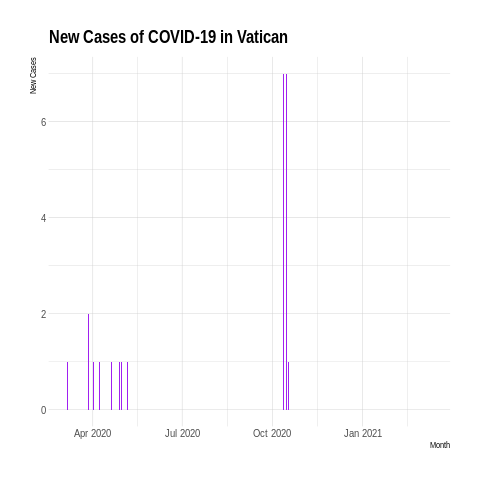 New Cases of COVID-19 in Vatican
New Cases
6
4
2
0
Apr 2020 Jul 2020 Oct 2020 Jan 2021
Month